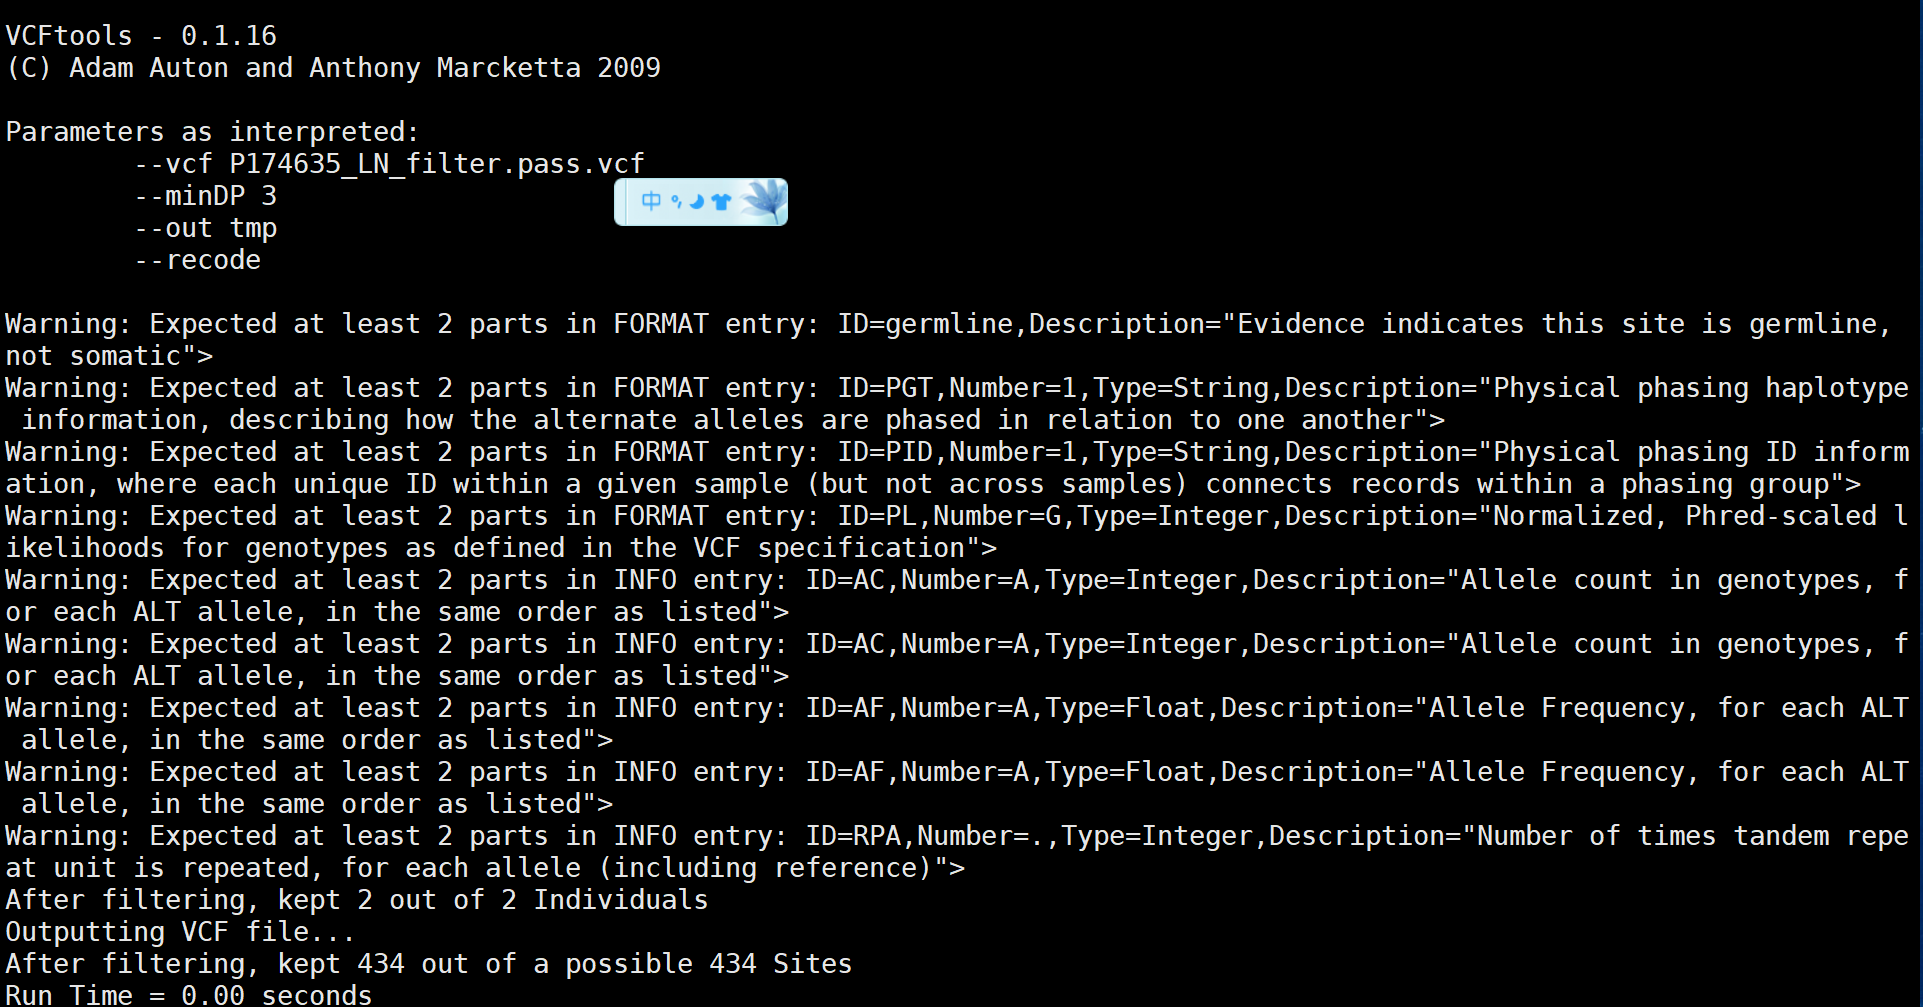 VCFtools - 0.1.16
(C) Adam Auton and Anthony Marcketta 2009
Parameters as interpreted:
--vcf P174635_LN_filter.pass.vcf
--minDP 3
中
--out tmp
--recode
Warning: Expected at least 2 parts in FORMAT entry: ID=germline,Description="Evidence indicates this site is germline,
not somatic">
Warning: Expected at least 2 parts in FORMAT entry: ID=PGT,Number=1,Type=String,Description="Physical phasing haplotype
information, describing how the alternate alleles are phased in relation to one another">
Warning: Expected at least 2 parts in FORMAT entry: ID=PID,Number=1,Type=String,Description="Physical phasing ID inform
ation, where each unique ID within a given sample (but not across samples) connects records within a phasing group">
Warning: Expected at least 2 parts in FORMAT entry: ID=PL,Number=G,Type=Integer,Description="Normalized, Phred-scaled l
ikelihoods for genotypes as defined in the VCF specification">
Warning: Expected at least 2 parts in INFO entry: ID=AC,Number=A,Type=Integer,Description="Allele count in genotypes, f
or each ALT allele, in the same order as listed">
Warning: Expected at least 2 parts in INFO entry: ID=AC,Number=A,Type=Integer,Description="Allele count in genotypes, f
or each ALT allele, in the same order as listed">
Warning: Expected at least 2 parts in INFO entry: ID=AF,Number=A,Type=Float,Description="Allele Frequency, for each ALT
allele, in the same order as listed">
Warning: Expected at least 2 parts in INFO entry: ID=AF,Number=A,Type=Float,Description="Allele Frequency, for each ALT
allele, in the same order as listed">
Warning: Expected at least 2 parts in INFO entry: ID=RPA,Number=.,Type=Integer,Description="Number of times tandem repe
at unit is repeated, for each allele (including reference)">
After filtering, kept 2 out of 2 Individuals
Outputting VCF file...
After filtering, kept 434 out of a possible 434 Sites
Run Time = 0.00 seconds